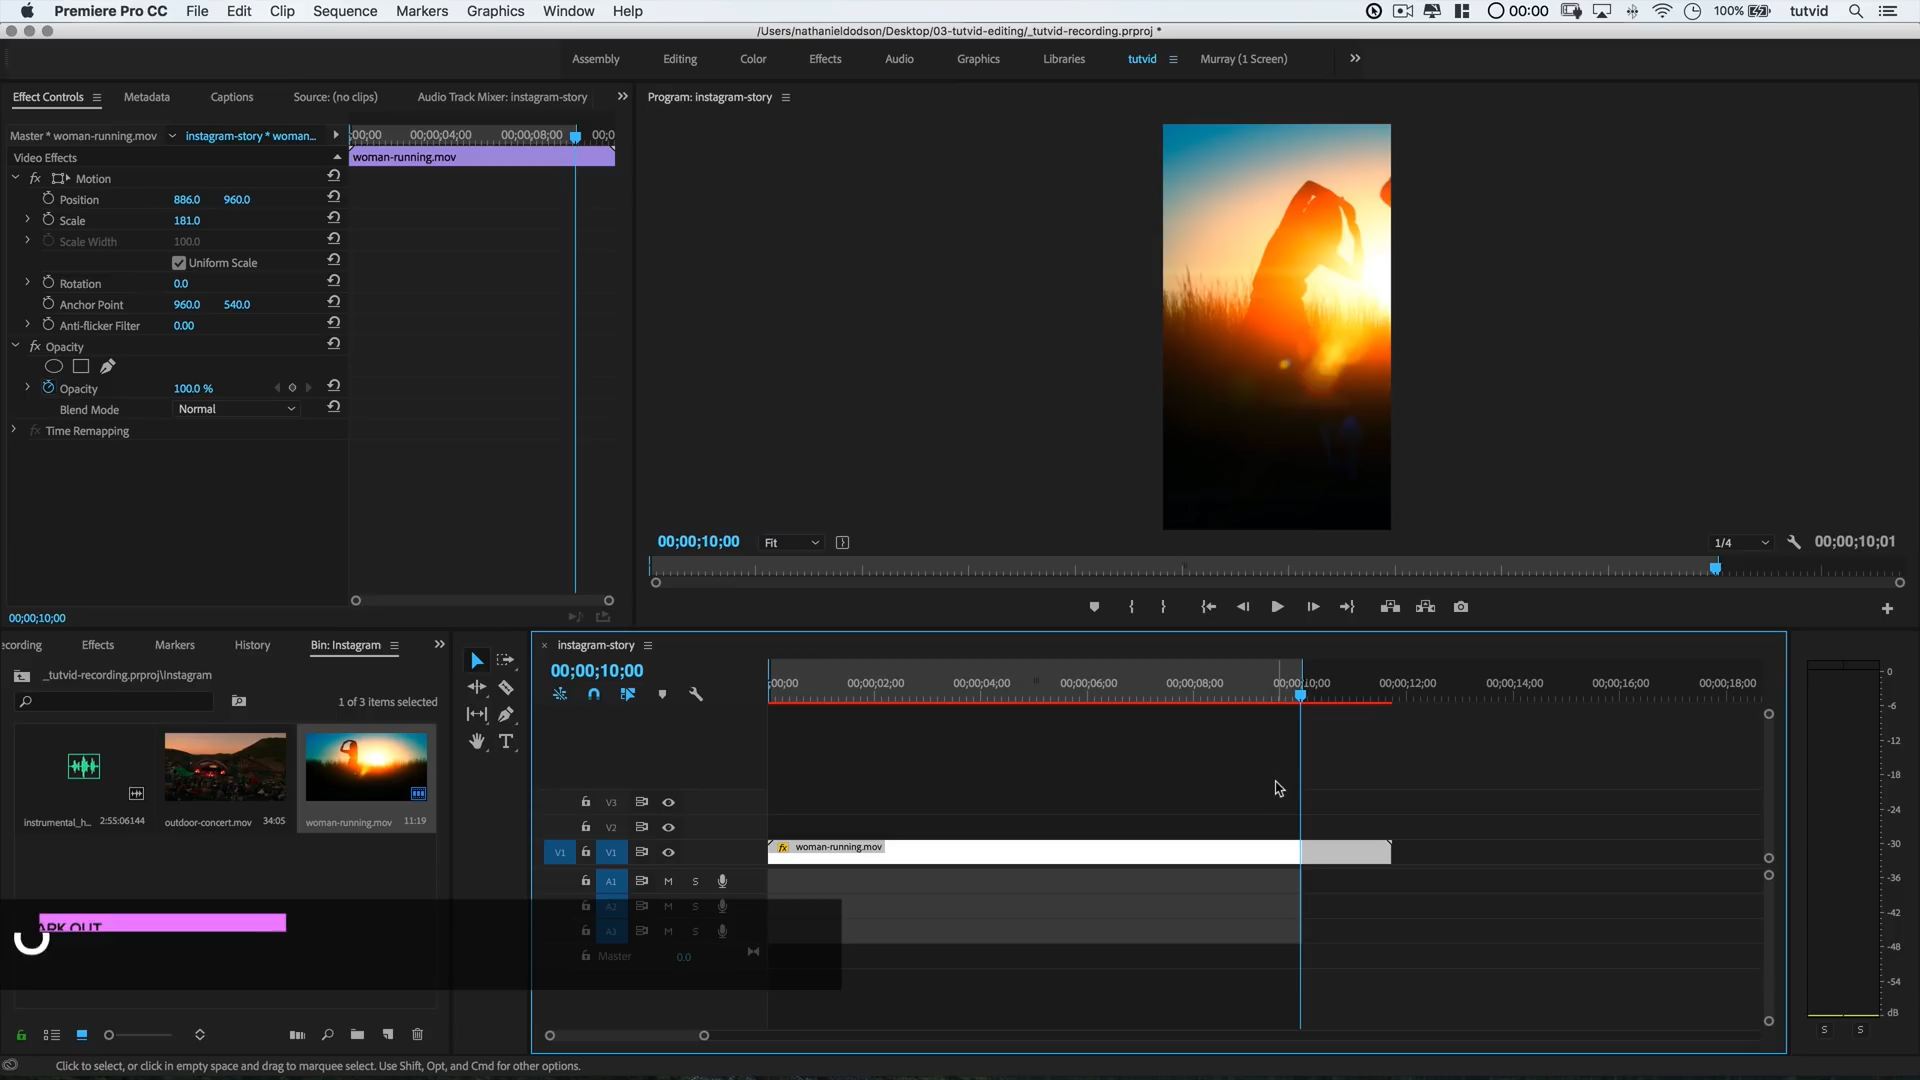 Premiere Pro CC File Edit Clip Sequence Markers Graphics Window Help 00:00 100% tutvid
/Users/nathanieldodson/Desktop/03-tutvid-editing/_tutvid-recording.prproj *
Assembly Editing Color Effects Audio Graphics Libraries tutvid Murray (1 Screen)
Effect Controls Metadata Captions Source: (no clips) Audio Track Mixer: instagram-story Program: instagram-story
Master * woman-running.mov instagram-story * woman... ;00;00 00;00;04;00 00;00;08;00 00;0
Video Effects woman-running.mov
fx Motion
Position 886.0 960.0
Scale 181.0
Scale Width 100.0
Uniform Scale
Rotation 0.0
Anchor Point 960.0 540.0
Anti-flicker Filter 0.00
fx Opacity
Opacity 100.0 %
Blend Mode Normal
fx Time Remapping
00;00;10;00 Fit 1/4 00;00;10;01
00;00;10;00
ecording Effects Markers History Bin: Instagram instagram-story
_tutvid-recording.prproj\Instagram 00;00;10;00
;00;00 00;00;02;00 00;00;04;00 00;00;06;00 00;00;08;00 00;00;10;00 00;00;12;00 00;00;14;00 00;00;16;00 00;00;18;00
1 of 3 items selected
instrumental_h... 2:55:06144 outdoor-concert.mov 34:05 woman-running.mov 11:19
V3
V2
V1 V1 fx woman-running.mov
A1 M S
A2 M S
A3 M S
Master 0.0
ARK OUT
0
-6
-12
-18
-24
-30
-36
-42
-48
-54
dB
S S
Click to select, or click in empty space and drag to marquee select. Use Shift, Opt, and Cmd for other options.